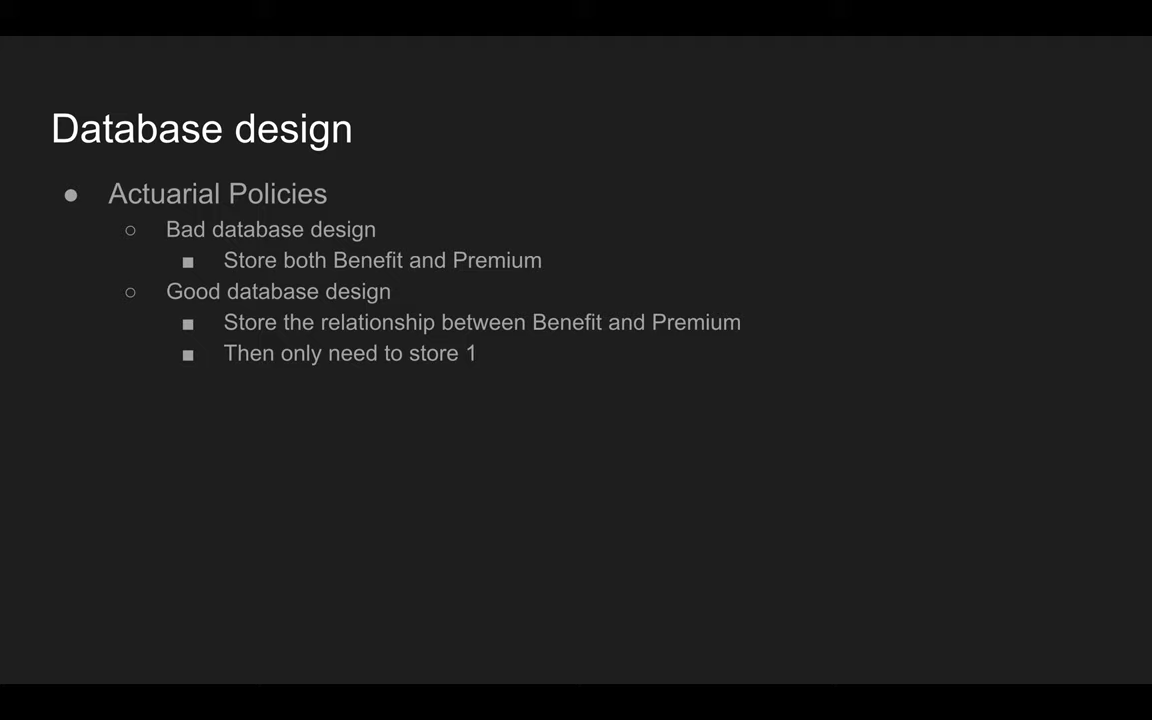 Database design
● Actuarial Policies
○ Bad database design
■ Store both Benefit and Premium
○ Good database design
■ Store the relationship between Benefit and Premium
■ Then only need to store 1